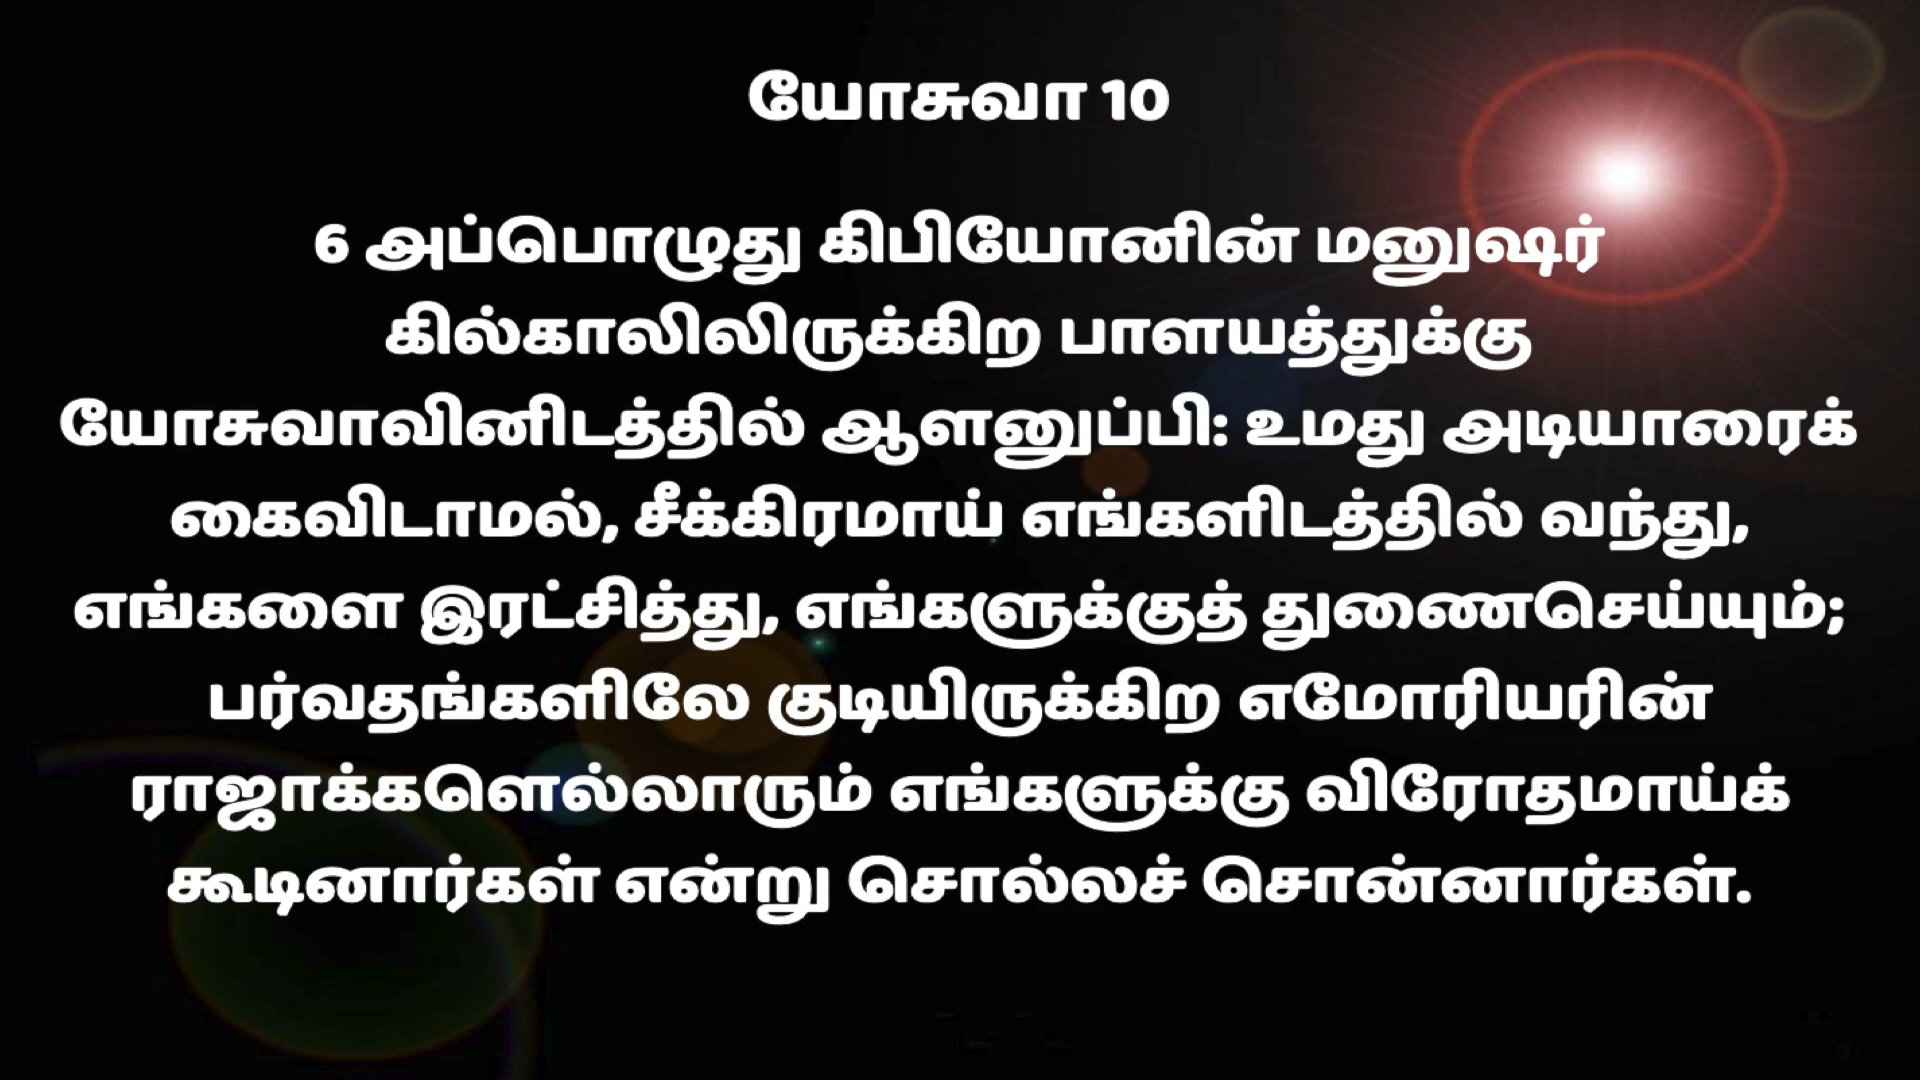 யோசுவா 10
6 அப்பொழுது கிபியோனின் மனுஷர்
கில்காலிலிருக்கிற பாளயத்துக்கு
யோசுவாவினிடத்தில் ஆளனுப்பி: உமது அடியாரைக்
கைவிடாமல், சீக்கிரமாய் எங்களிடத்தில் வந்து,
எங்களை இரட்சித்து, எங்களுக்குத் துணைசெய்யும்;
பர்வதங்களிலே குடியிருக்கிற எமோரியரின்
ராஜாக்களெல்லாரும் எங்களுக்கு விரோதமாய்க்
கூடினார்கள் என்று சொல்லச் சொன்னார்கள்.